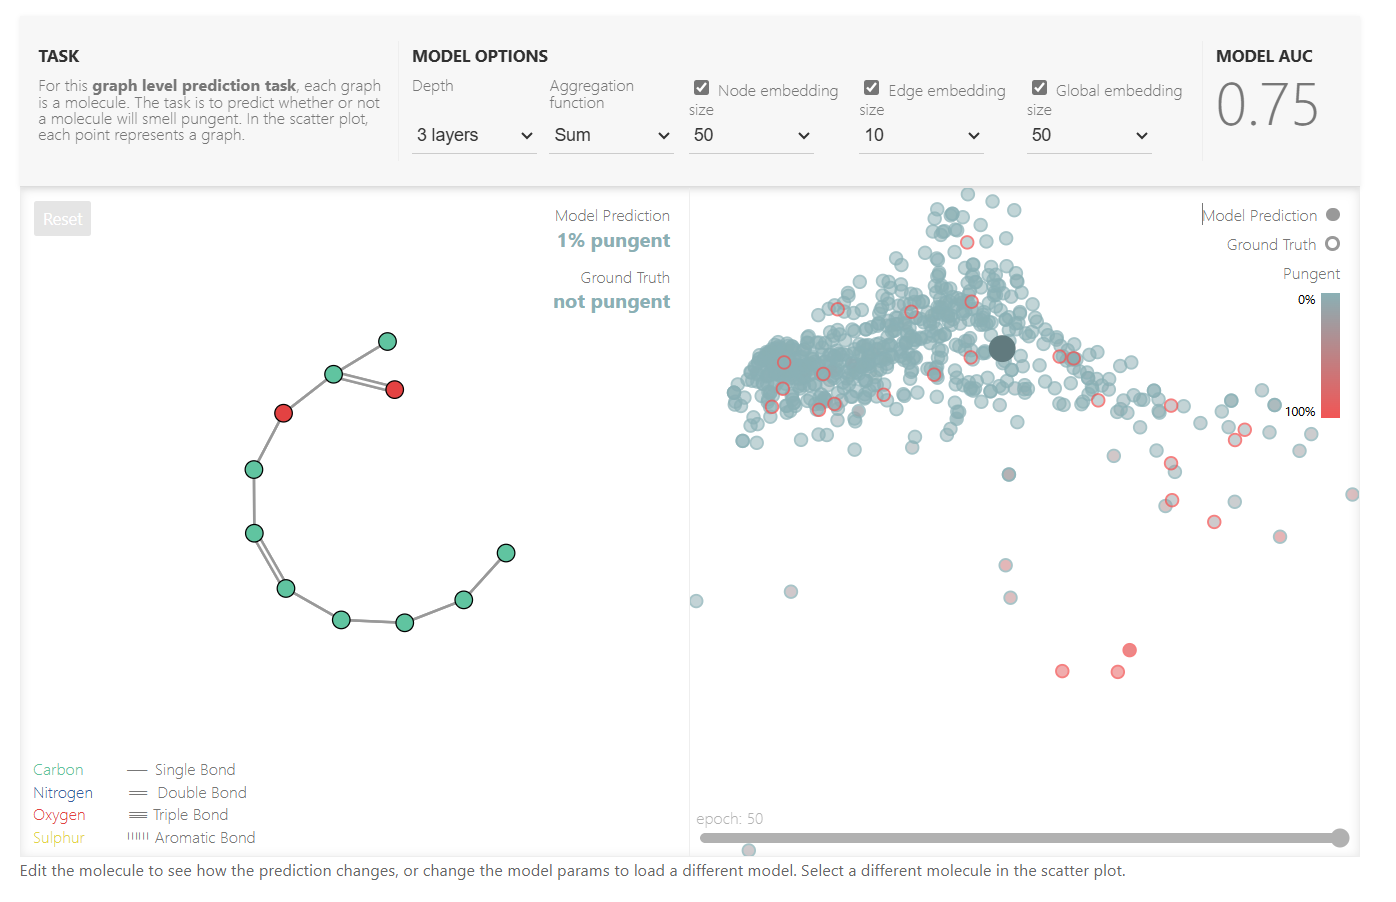 TASK
For this graph level prediction task, each graph
is a molecule. The task is to predict whether or not
a molecule will smell pungent. In the scatter plot,
each point represents a graph.
MODEL OPTIONS
Depth
3 layers
Aggregation
function
Sum
Node embedding
size
50
Edge embedding
size
10
Global embedding
size
50
MODEL AUC
0.75
Reset
Model Prediction
1% pungent
Ground Truth
not pungent
Model Prediction
Ground Truth
Pungent
0%
100%
Carbon
Single Bond
Nitrogen
Double Bond
Oxygen
Triple Bond
Sulphur
Aromatic Bond
epoch: 50
Edit the molecule to see how the prediction changes, or change the model params to load a different model. Select a different molecule in the scatter plot.